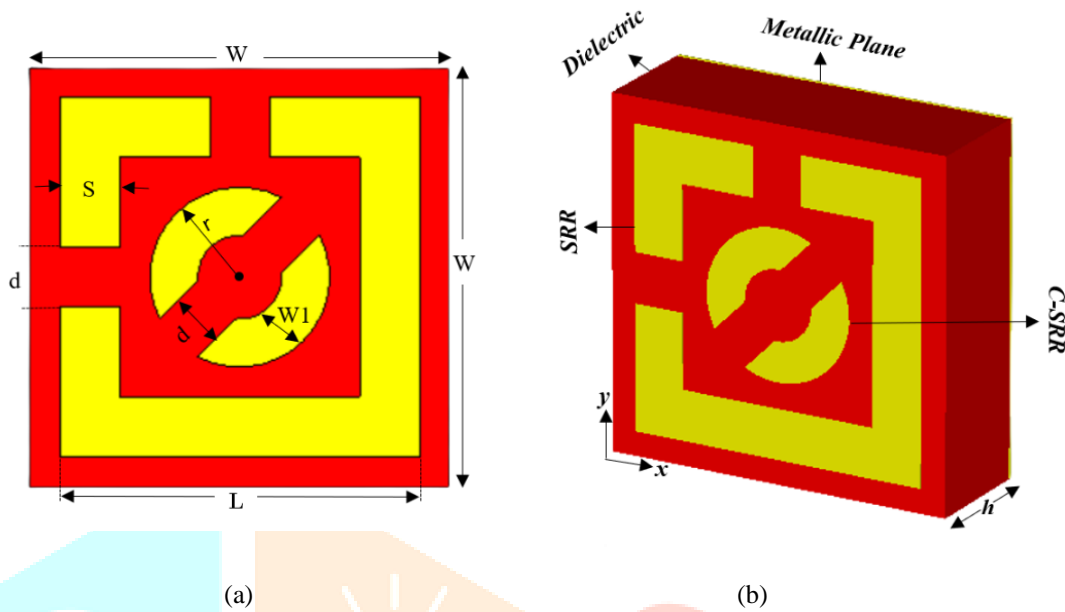 W
S
r
d
W
W1
d
L
(a)
Dielectric
Metallic Plane
SRR
C-SRR
y
x
h
(b)